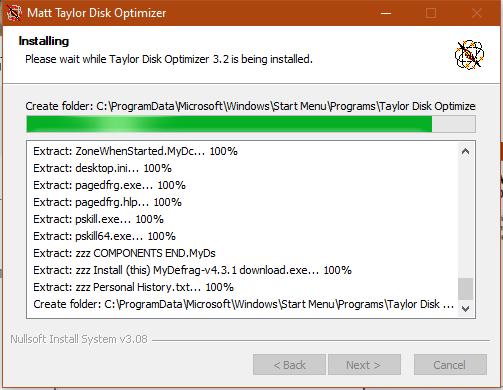 Matt Taylor Disk Optimizer
Installing
Please wait while Taylor Disk Optimizer 3.2 is being installed.
Create folder: C:\ProgramData\Microsoft\Windows\Start Menu\Programs\Taylor Disk Optimize
Extract: ZoneWhenStarted.MyDc... 100%
Extract: desktop.ini... 100%
Extract: pagedfrg.exe... 100%
Extract: pagedfrg.hlp... 100%
Extract: pskill.exe... 100%
Extract: pskill64.exe... 100%
Extract: zzz COMPONENTS END.MyDs
Extract: zzz Install (this) MyDefrag-v4.3.1 download.exe... 100%
Extract: zzz Personal History.txt... 100%
Create folder: C:\ProgramData\Microsoft\Windows\Start Menu\Programs\Taylor Disk ...
Nullsoft Install System v3.08
< Back
Next >
Cancel